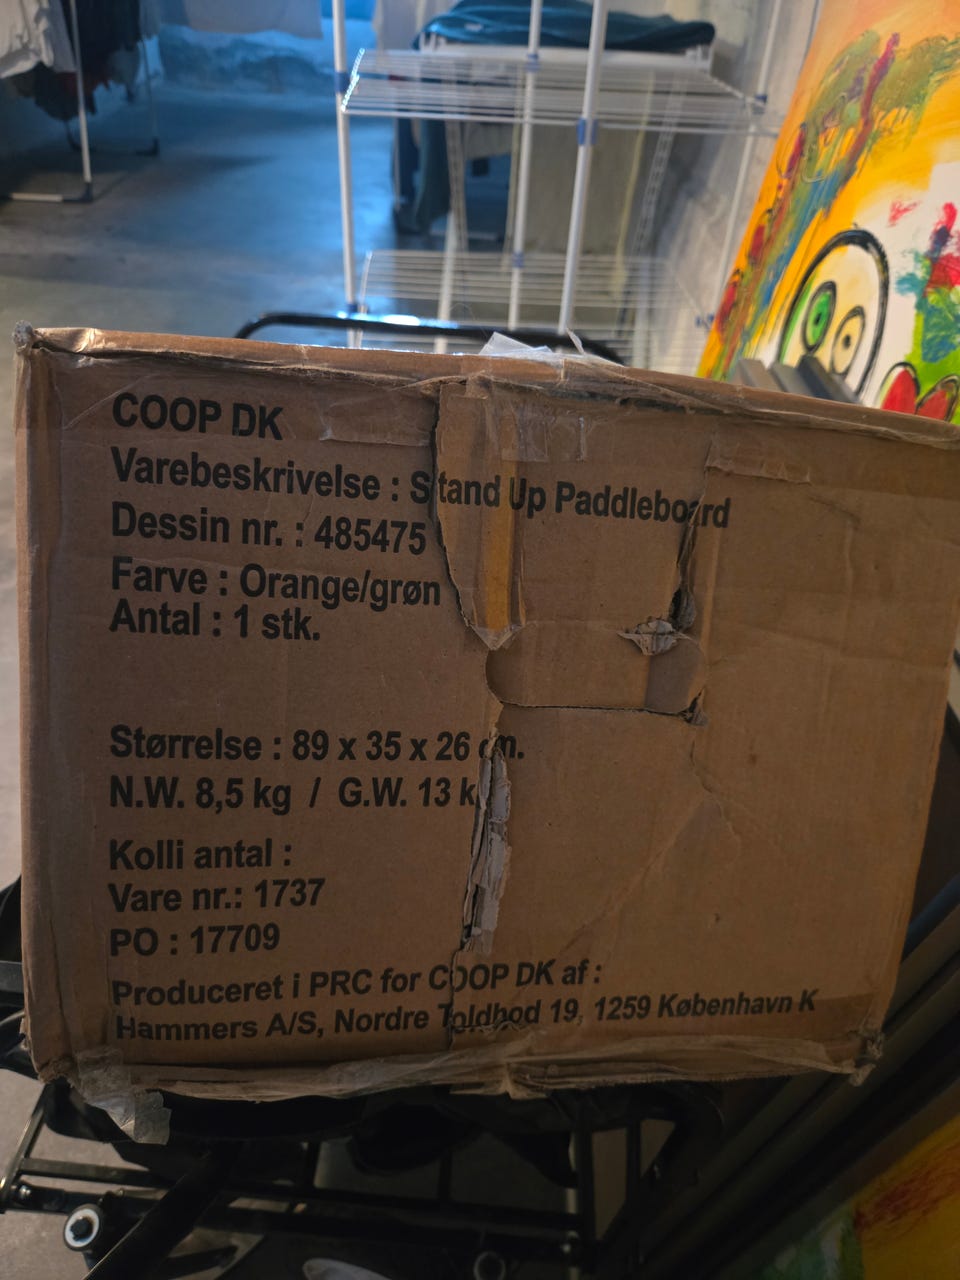 COOP DK
Varebeskrivelse : Stand Up Paddleboard
Dessin nr. : 485475
Farve : Orange/grøn
Antal : 1 stk.
Størrelse : 89 x 35 x 26 cm.
N.W. 8,5 kg / G.W. 13 k
Kolli antal :
Vare nr.: 1737
PO : 17709
Produceret i PRC for COOP DK af :
Hammers A/S, Nordre Toldbod 19, 1259 København K